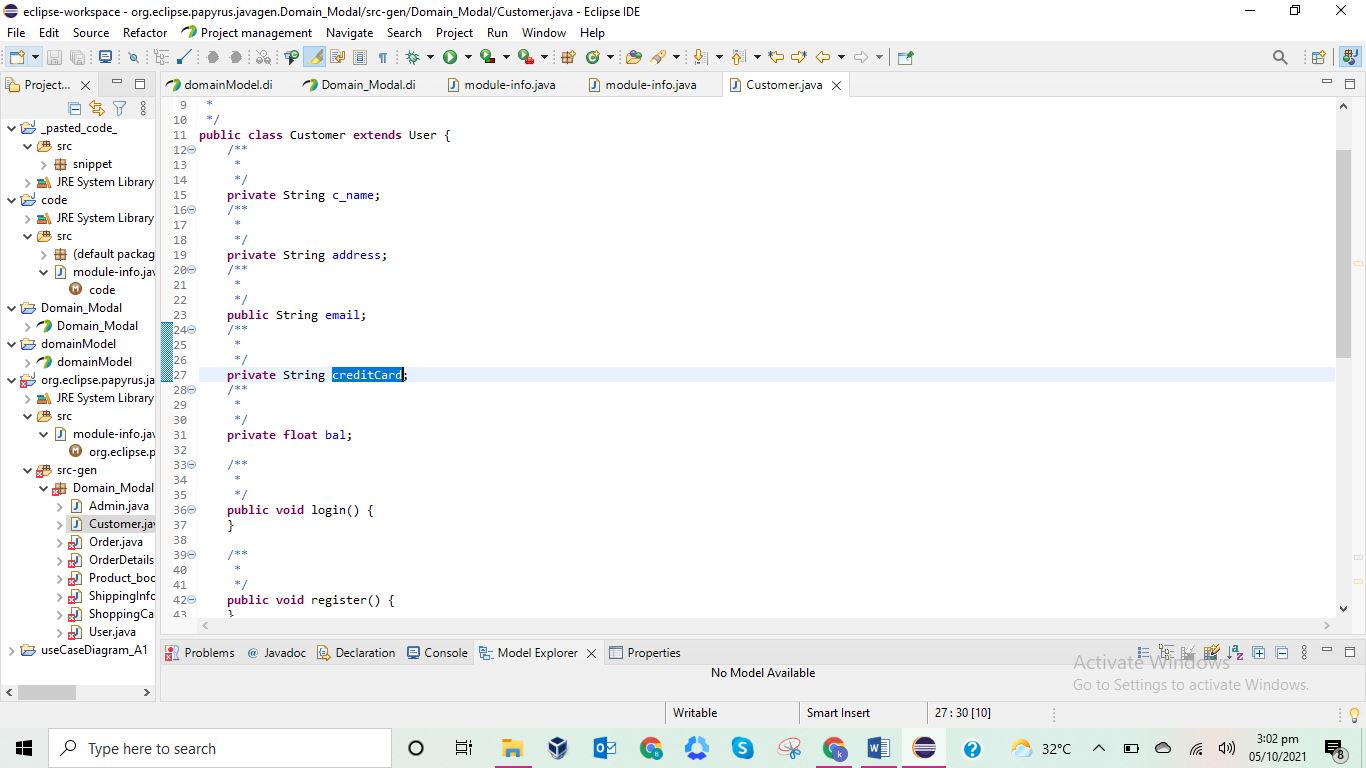 eclipse-workspace - org.eclipse.papyrus.javagen.Domain_Modal/src-gen/Domain_Modal/Customer.java - Eclipse IDE
File Edit Source Refactor Project management Navigate Search Project Run Window Help
Project...
domainModel.di Domain_Modal.di module-info.java module-info.java Customer.java
_pasted_code_
src
snippet
JRE System Library
code
JRE System Library
src
(default packag
module-info.jav
code
Domain_Modal
Domain_Modal
domainModel
domainModel
org.eclipse.papyrus.ja
JRE System Library
src
module-info.jav
org.eclipse.p
src-gen
Domain_Modal
Admin.java
Customer.jav
Order.java
OrderDetails
Product_boo
ShippingInfo
ShoppingCa
User.java
useCaseDiagram_A1
9 *
10 */
11 public class Customer extends User {
12 /**
13 *
14 */
15 private String c_name;
16 /**
17 *
18 */
19 private String address;
20 /**
21 *
22 */
23 public String email;
24 /**
25 *
26 */
27 private String creditCard;
28 /**
29 *
30 */
31 private float bal;
32
33 /**
34 *
35 */
36 public void login() {
37 }
38
39 /**
40 *
41 */
42 public void register() {
43 }
Problems @ Javadoc Declaration Console Model Explorer Properties
No Model Available
Activate Windows
Go to Settings to activate Windows.
Writable Smart Insert 27 : 30 [10]
Type here to search
32°C
3:02 pm
05/10/2021
8